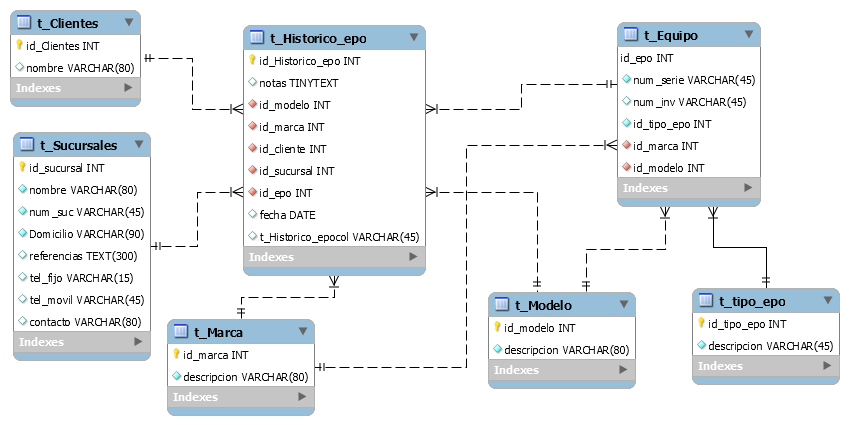 t_Clientes
id_Clientes INT
nombre VARCHAR(80)
Indexes
t_Sucursales
id_sucursal INT
nombre VARCHAR(80)
num_suc VARCHAR(45)
Domicilio VARCHAR(90)
referencias TEXT(300)
tel_fijo VARCHAR(15)
tel_movil VARCHAR(45)
contacto VARCHAR(80)
Indexes
t_Historico_epo
id_Historico_epo INT
notas TINYTEXT
id_modelo INT
id_marca INT
id_cliente INT
id_sucursal INT
id_epo INT
fecha DATE
t_Historico_epocol VARCHAR(45)
Indexes
t_Equipo
id_epo INT
num_serie VARCHAR(45)
num_inv VARCHAR(45)
id_tipo_epo INT
id_marca INT
id_modelo INT
Indexes
t_Marca
id_marca INT
descripcion VARCHAR(80)
Indexes
t_Modelo
id_modelo INT
descripcion VARCHAR(80)
Indexes
t_tipo_epo
id_tipo_epo INT
descripcion VARCHAR(45)
Indexes